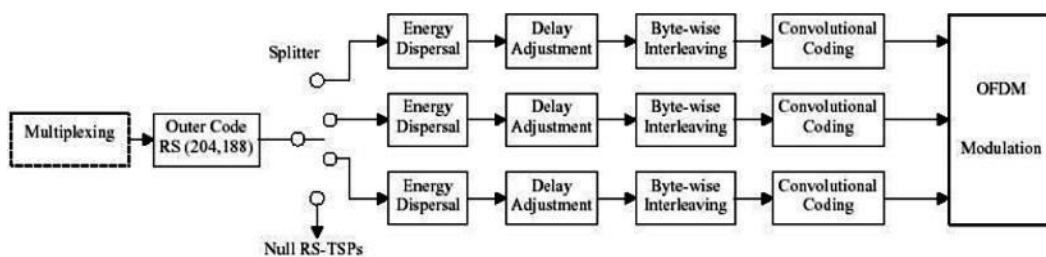 Splitter
Energy
Dispersal
Delay
Adjustment
Byte-wise
Interleaving
Convolutional
Coding
Multiplexing
Outer Code
RS (204,188)
Energy
Dispersal
Delay
Adjustment
Byte-wise
Interleaving
Convolutional
Coding
OFDM
Modulation
Energy
Dispersal
Delay
Adjustment
Byte-wise
Interleaving
Convolutional
Coding
Null RS-TSPs